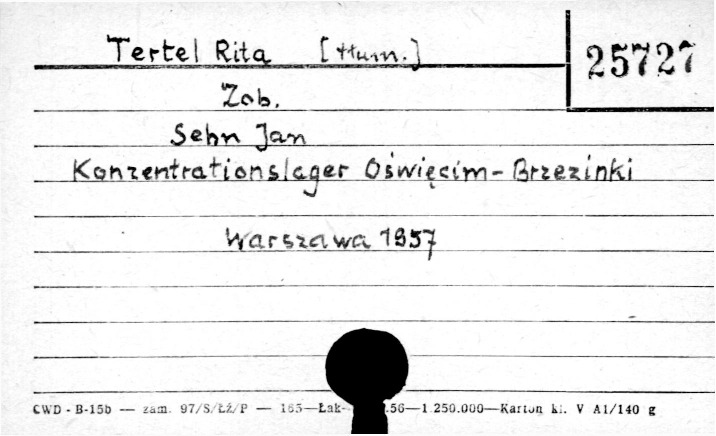 Tertel Rita [tłum.]
25727
Zob.
Sehn Jan
Konzentrationslager Oświęcim-Brzezinki
Warszawa 1957
CWD - B-15b — zam. 97/S/ŁŹ/P — 165—Łak- .56—1.250.000—Karton kl. V A1/140 g